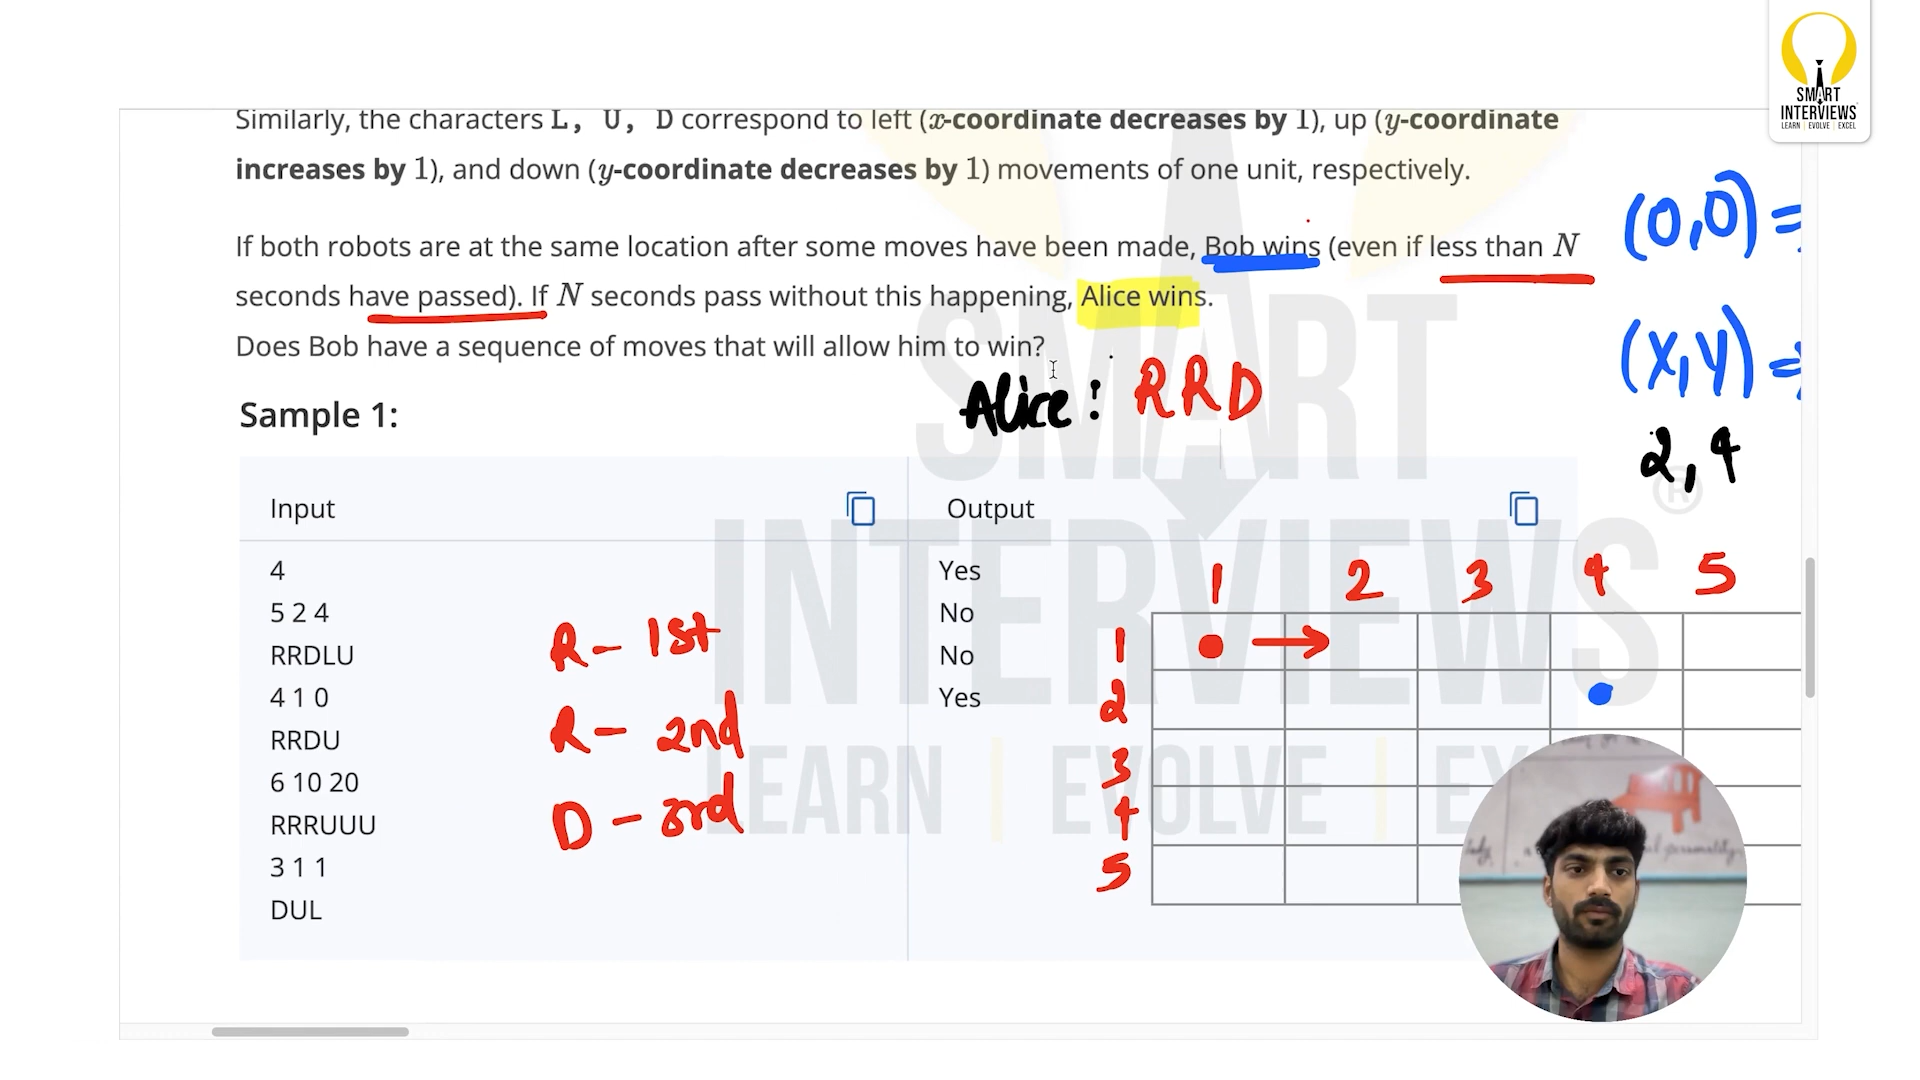 SMART
INTERVIEWS
LEARN | EVOLVE | EXCEL
Similarly, the characters L, U, D correspond to left (x-coordinate decreases by 1), up (y-coordinate
increases by 1), and down (y-coordinate decreases by 1) movements of one unit, respectively.
(0,0) =
If both robots are at the same location after some moves have been made, Bob wins (even if less than N
seconds have passed). If N seconds pass without this happening, Alice wins.
(x,y) =
Does Bob have a sequence of moves that will allow him to win?
Alice : RRD
2, 4
Sample 1:
SMART
INTERVIEWS ®
LEARN | EVOLVE | EX
Input
Output
4
5 2 4
RRDLU
4 1 0
RRDU
6 10 20
RRRUUU
3 1 1
DUL
R - 1st
R - 2nd
D - 3rd
Yes
No
No
Yes
1 2 3 4 5
1
2
3
4
5